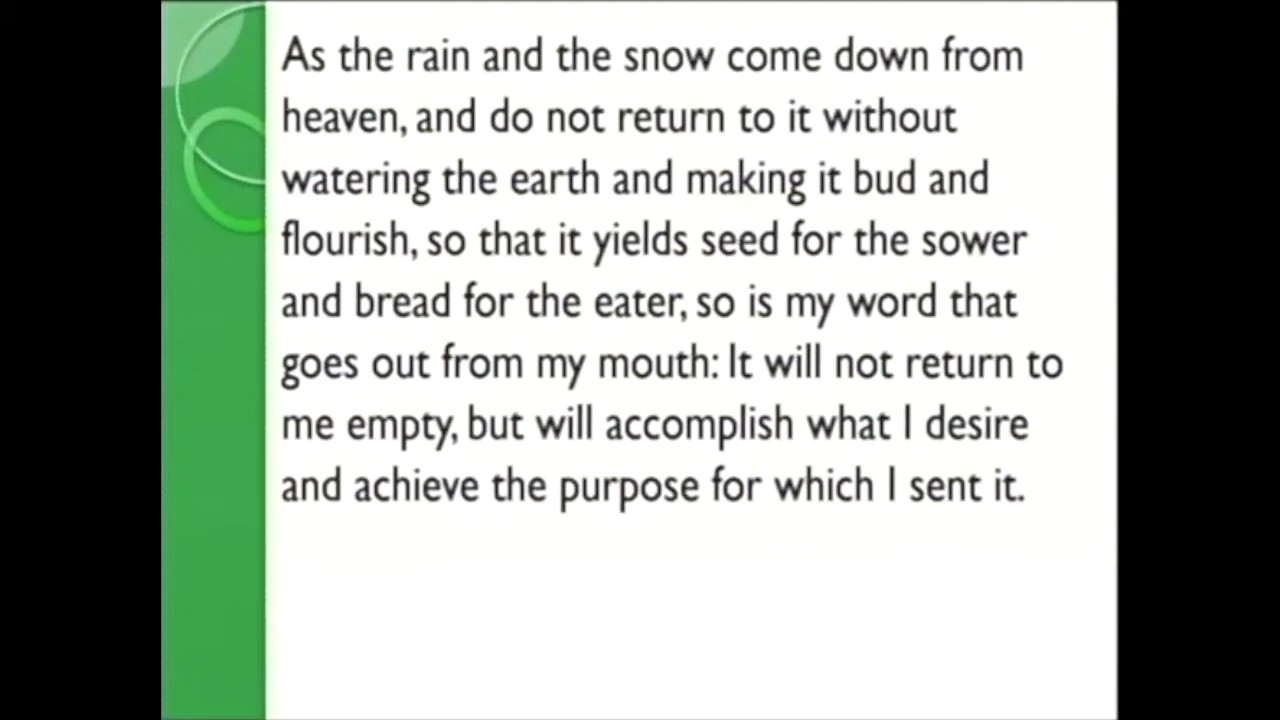 As the rain and the snow come down from
heaven, and do not return to it without
watering the earth and making it bud and
flourish, so that it yields seed for the sower
and bread for the eater, so is my word that
goes out from my mouth: It will not return to
me empty, but will accomplish what I desire
and achieve the purpose for which I sent it.